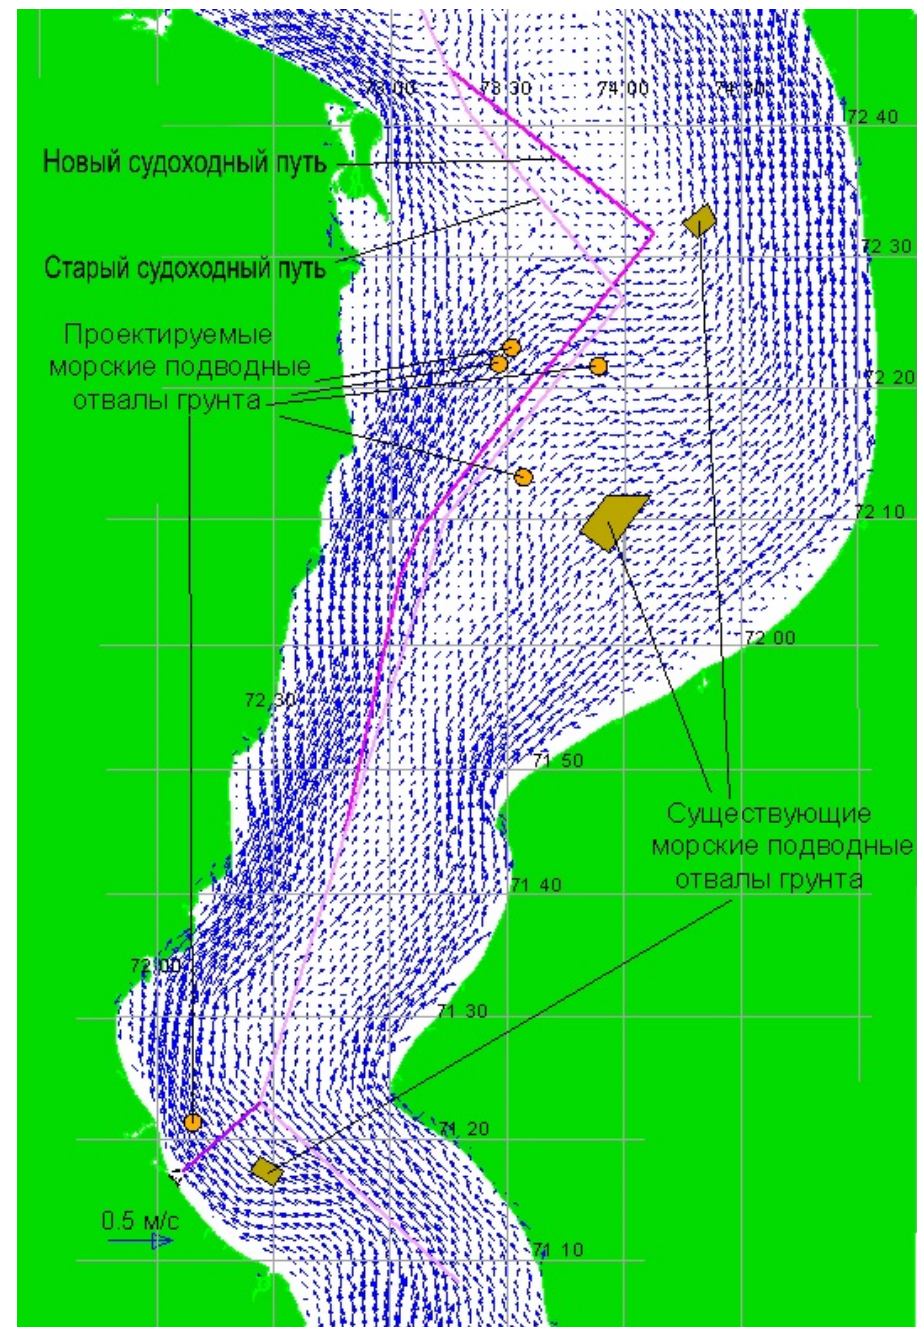 73 00
73 30
74 00
74 30
72 40
Новый судоходный путь
72 30
Старый судоходный путь
Проектируемые
морские подводные
отвалы грунта
72 20
72 10
72 00
72 30
71 50
Существующие
морские подводные
отвалы грунта
71 40
72 00
71 30
71 20
0.5 м/с
71 10